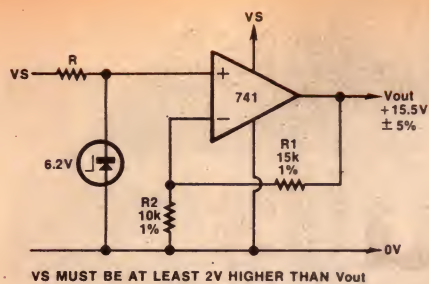 VS
R
VS
+
741
−
Vout
+15.5V
± 5%
6.2V
R1
15k
1%
R2
10k
1%
0V
VS MUST BE AT LEAST 2V HIGHER THAN Vout